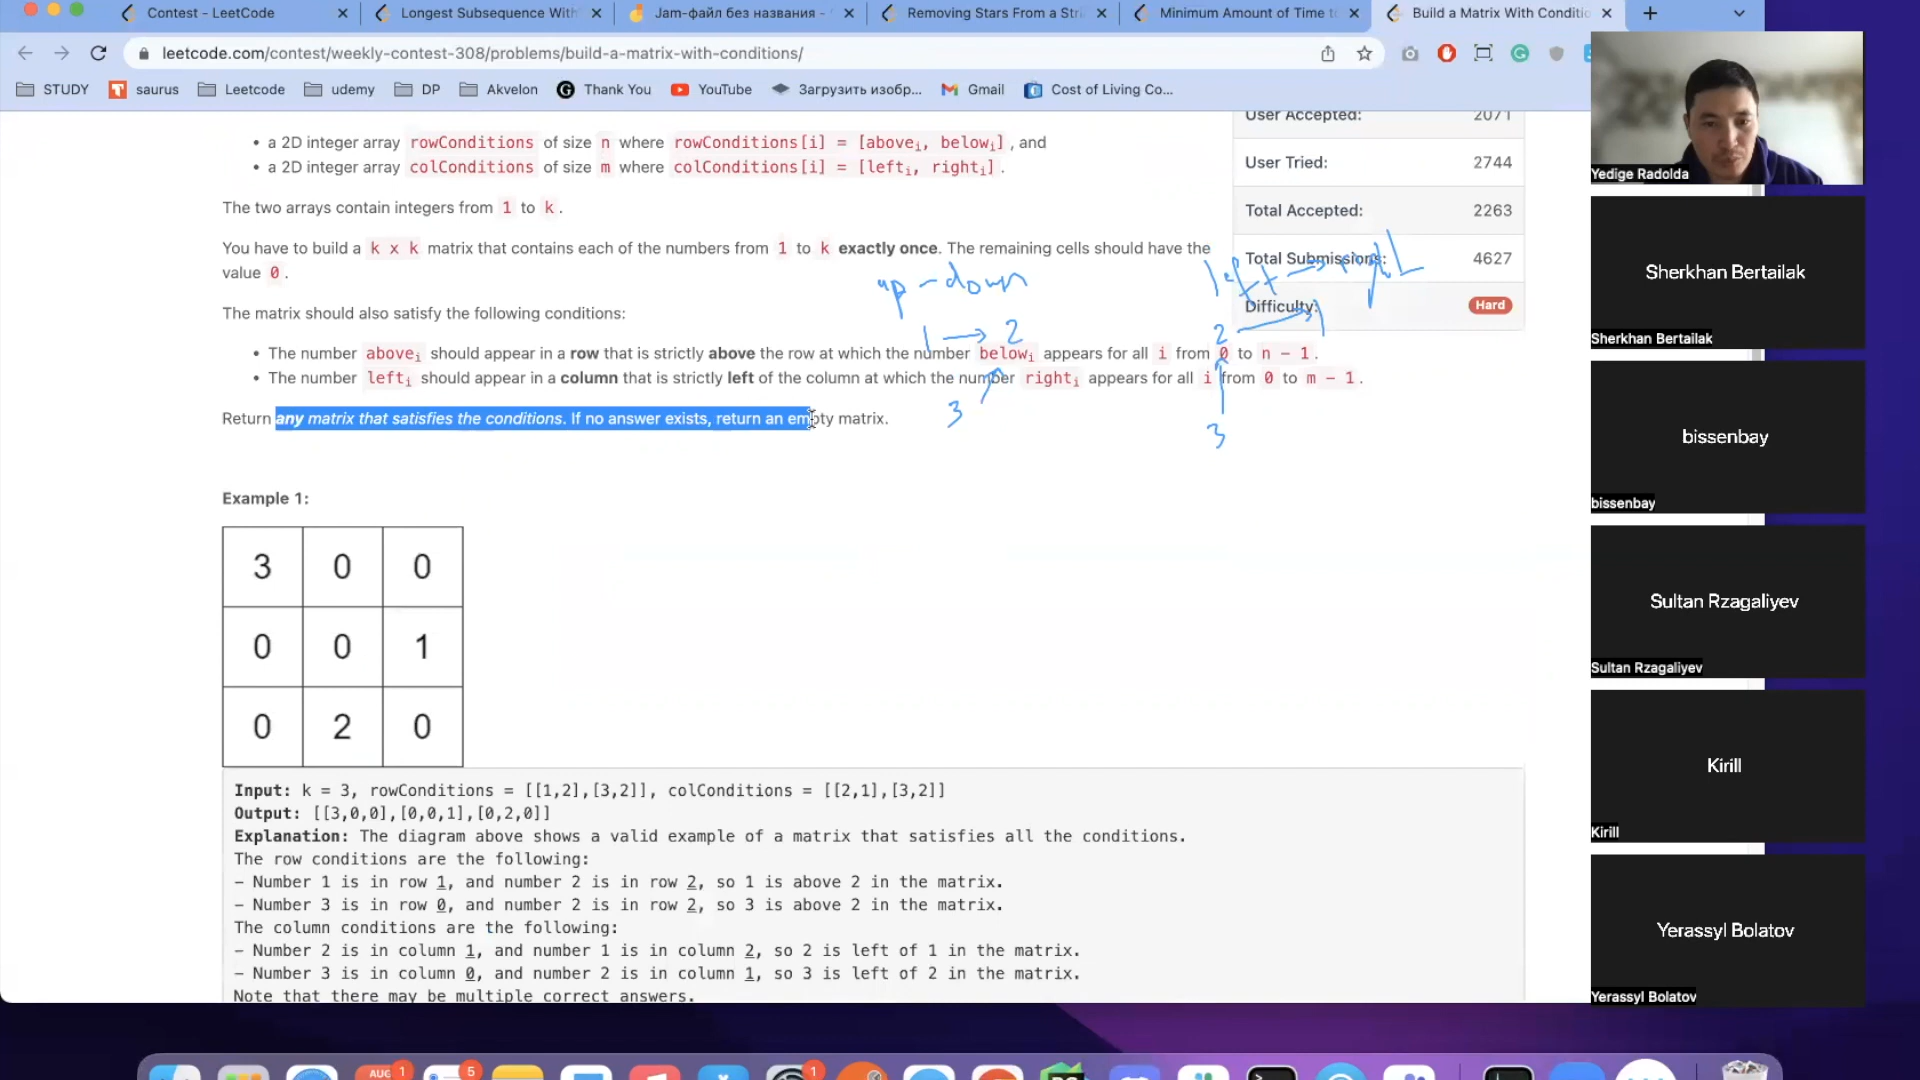 Contest - LeetCode
Longest Subsequence With
Jam-файл без названия -
Removing Stars From a Stri
Minimum Amount of Time to
Build a Matrix With Conditio
leetcode.com/contest/weekly-contest-308/problems/build-a-matrix-with-conditions/
STUDY saurus Leetcode udemy DP Akvelon Thank You YouTube Загрузить изобр... Gmail Cost of Living Co...
• a 2D integer array rowConditions of size n where rowConditions[i] = [aboveᵢ, belowᵢ], and
• a 2D integer array colConditions of size m where colConditions[i] = [leftᵢ, rightᵢ].
The two arrays contain integers from 1 to k.
You have to build a k x k matrix that contains each of the numbers from 1 to k exactly once. The remaining cells should have the
value 0.
The matrix should also satisfy the following conditions:
• The number aboveᵢ should appear in a row that is strictly above the row at which the number belowᵢ appears for all i from 0 to n - 1.
• The number leftᵢ should appear in a column that is strictly left of the column at which the number rightᵢ appears for all i from 0 to m - 1.
Return any matrix that satisfies the conditions. If no answer exists, return an empty matrix.
User Accepted: 2071
User Tried: 2744
Total Accepted: 2263
Total Submissions: 4627
Difficulty: Hard
up - down
1 → 2
3
left → right
2 → 1
3
Example 1:
3 0 0
0 0 1
0 2 0
Input: k = 3, rowConditions = [[1,2],[3,2]], colConditions = [[2,1],[3,2]]
Output: [[3,0,0],[0,0,1],[0,2,0]]
Explanation: The diagram above shows a valid example of a matrix that satisfies all the conditions.
The row conditions are the following:
- Number 1 is in row 1, and number 2 is in row 2, so 1 is above 2 in the matrix.
- Number 3 is in row 0, and number 2 is in row 2, so 3 is above 2 in the matrix.
The column conditions are the following:
- Number 2 is in column 1, and number 1 is in column 2, so 2 is left of 1 in the matrix.
- Number 3 is in column 0, and number 2 is in column 1, so 3 is left of 2 in the matrix.
Note that there may be multiple correct answers.
Yedige Radolda
Sherkhan Bertailak
Sherkhan Bertailak
bissenbay
bissenbay
Sultan Rzagaliyev
Sultan Rzagaliyev
Kirill
Kirill
Yerassyl Bolatov
Yerassyl Bolatov
AUG 1 5 1